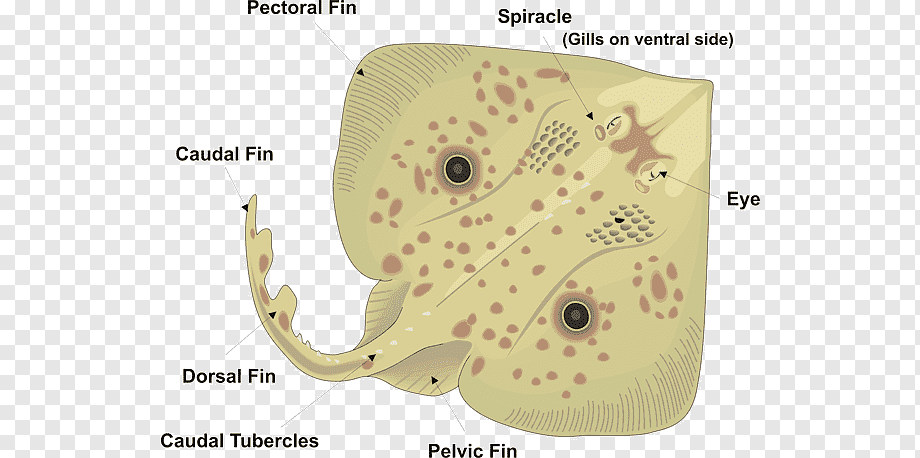 Pectoral Fin
Spiracle
(Gills on ventral side)
Caudal Fin
Eye
Dorsal Fin
Caudal Tubercles
Pelvic Fin